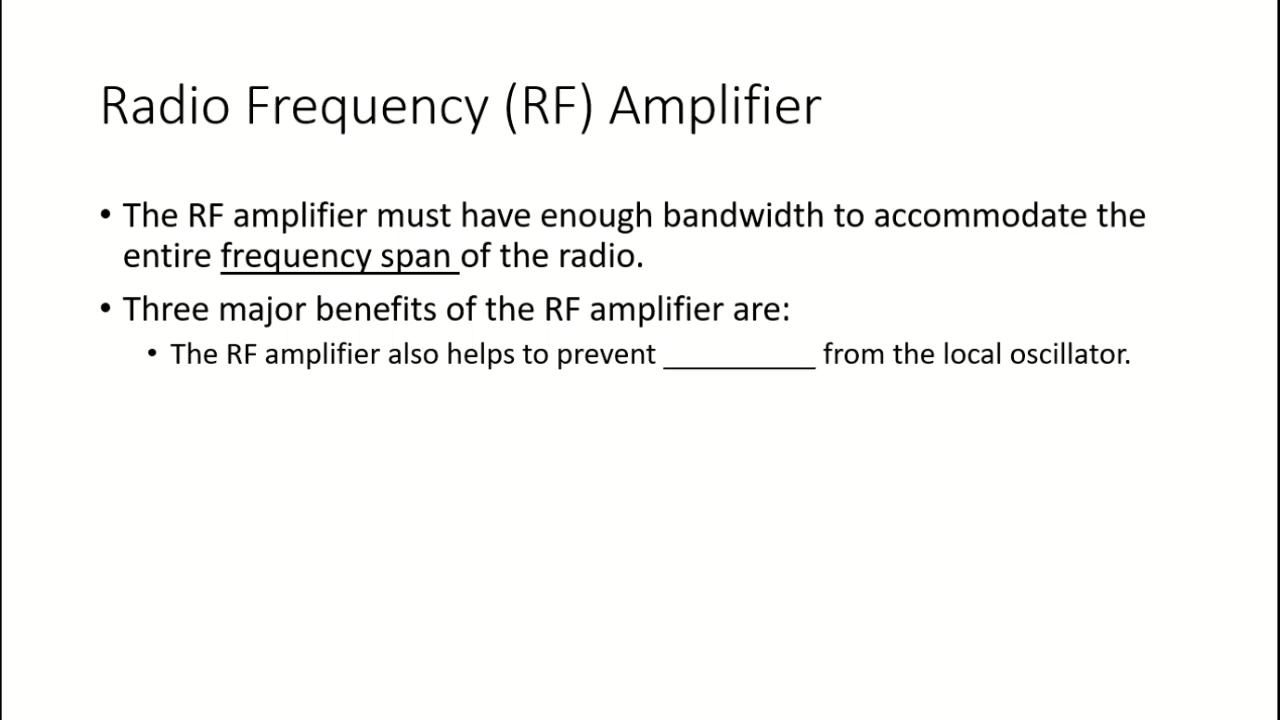 Radio Frequency (RF) Amplifier
• The RF amplifier must have enough bandwidth to accommodate the
entire frequency span of the radio.
• Three major benefits of the RF amplifier are:
• The RF amplifier also helps to prevent __________ from the local oscillator.